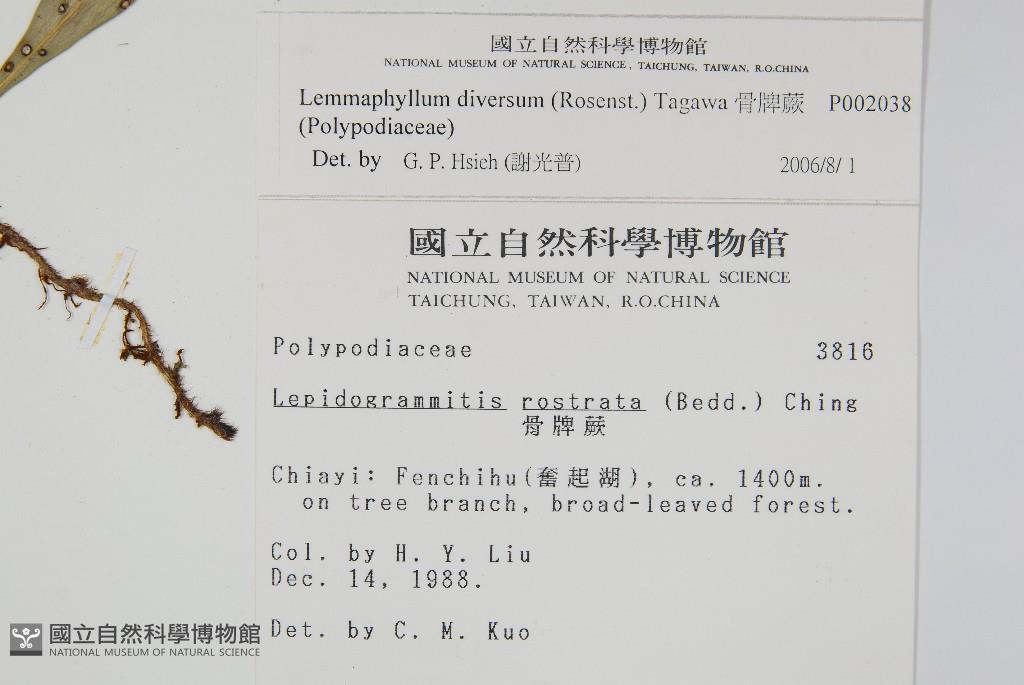 國立自然科學博物館
NATIONAL MUSEUM OF NATURAL SCIENCE, TAICHUNG, TAIWAN, R.O.CHINA
Lemmaphyllum diversum (Rosenst.) Tagawa 骨牌蕨 P002038
(Polypodiaceae)
Det. by G. P. Hsieh (謝光普) 2006/8/ 1
國立自然科學博物館
NATIONAL MUSEUM OF NATURAL SCIENCE
TAICHUNG, TAIWAN, R.O.CHINA
Polypodiaceae 3816
Lepidogrammitis rostrata (Bedd.) Ching
骨牌蕨
Chiayi: Fenchihu(奮起湖), ca. 1400m.
on tree branch, broad-leaved forest.
Col. by H. Y. Liu
Dec. 14, 1988.
Det. by C. M. Kuo
國立自然科學博物館
NATIONAL MUSEUM OF NATURAL SCIENCE